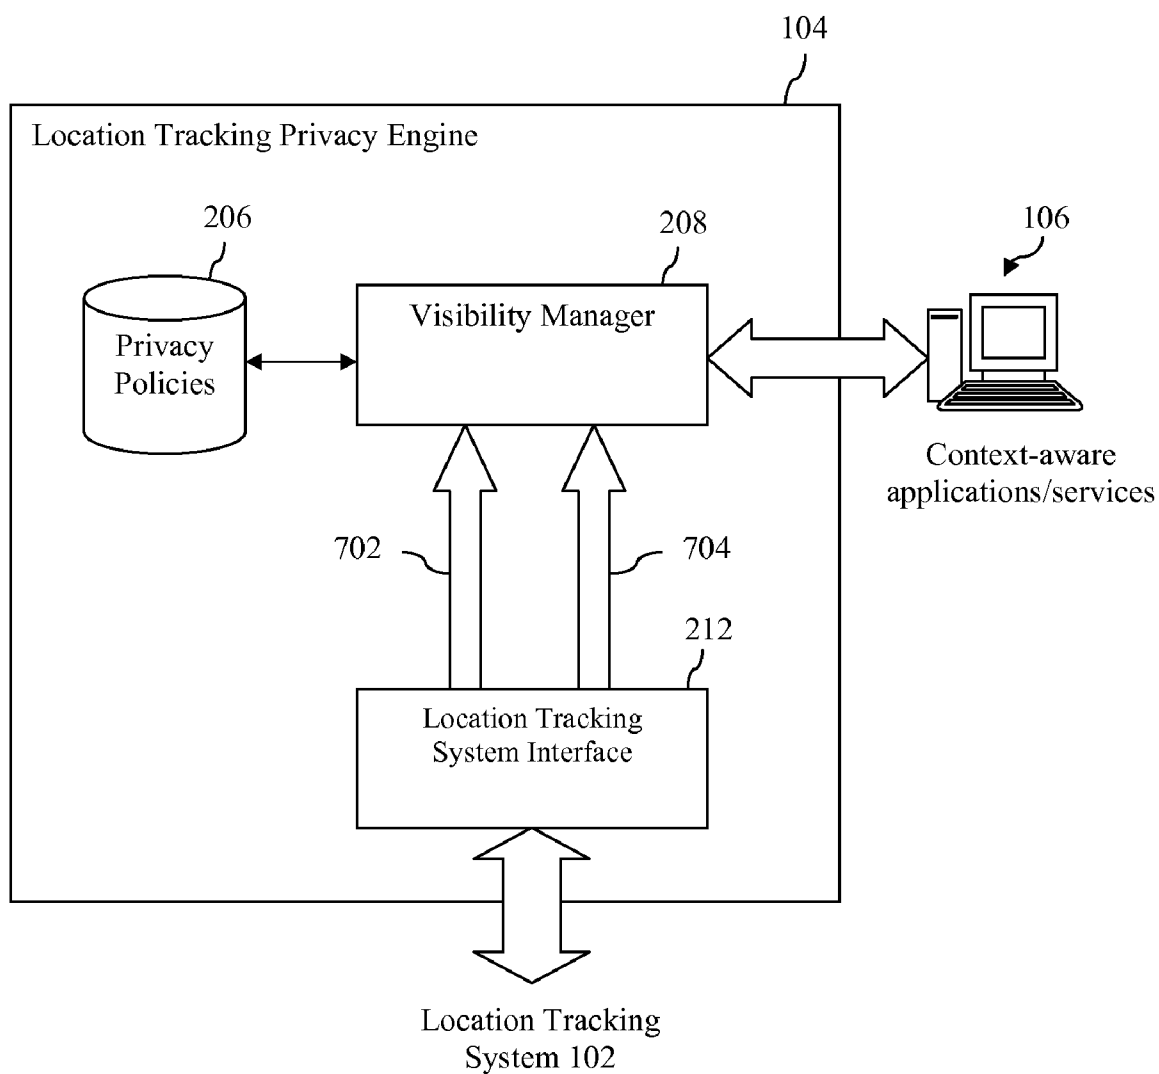 104
Location Tracking Privacy Engine
206
208
106
Visibility Manager
Privacy
Policies
Context-aware
applications/services
702
704
212
Location Tracking
System Interface
Location Tracking
System 102